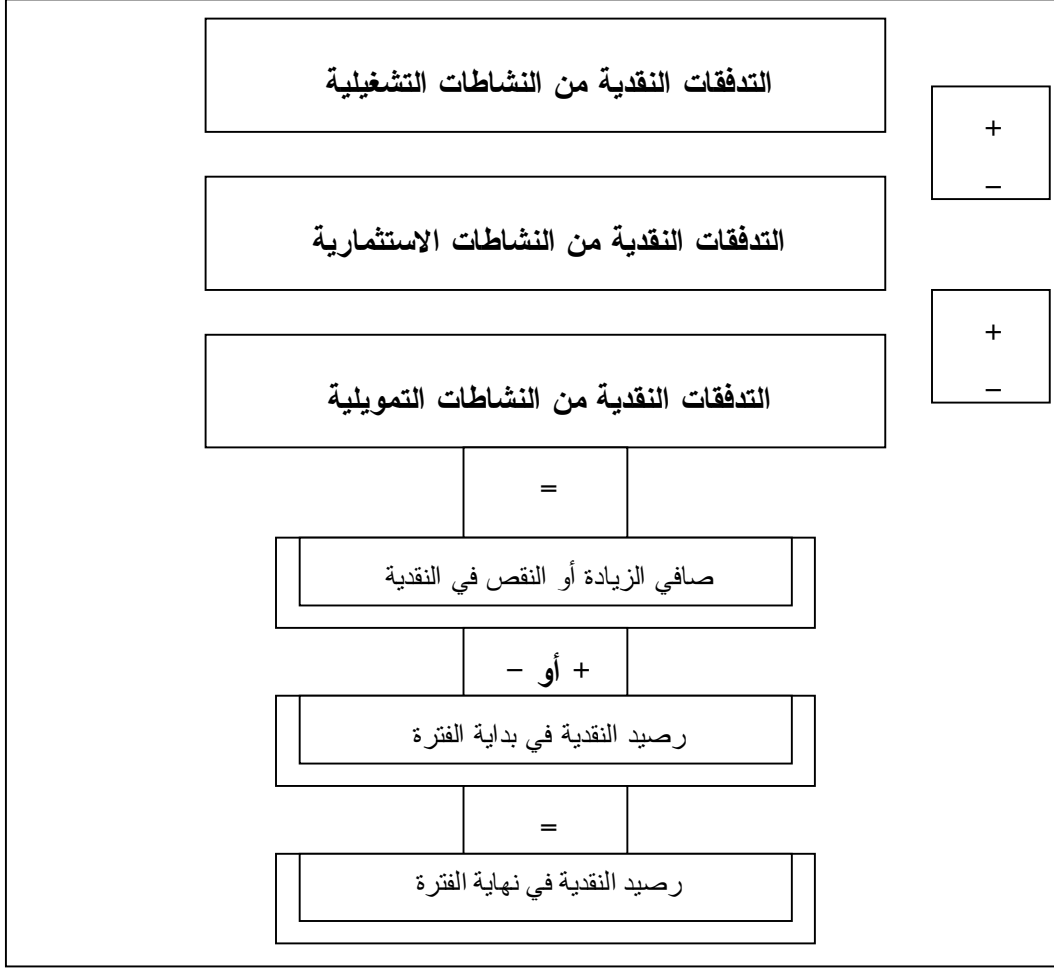 التدفقات النقدية من النشاطات التشغيلية
+
–
التدفقات النقدية من النشاطات الاستثمارية
+
–
التدفقات النقدية من النشاطات التمويلية
=
صافي الزيادة أو النقص في النقدية
+ أو –
رصيد النقدية في بداية الفترة
=
رصيد النقدية في نهاية الفترة